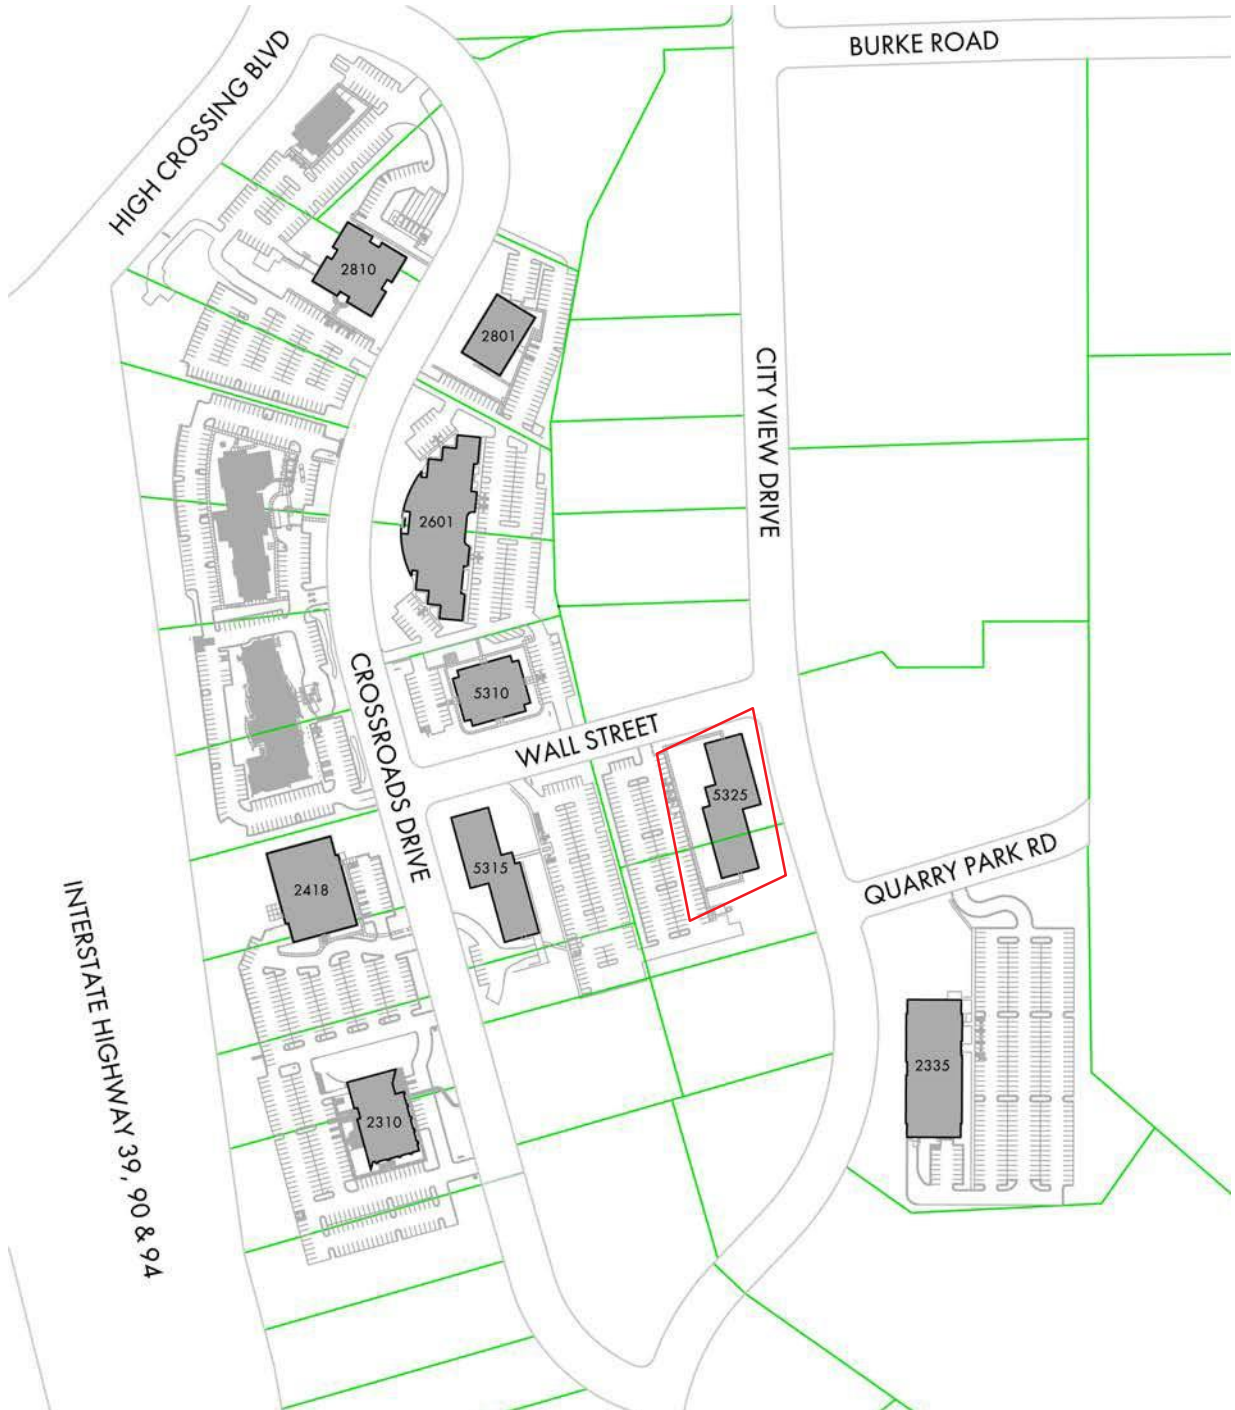 BURKE ROAD
HIGH CROSSING BLVD
2810
2801
CITY VIEW DRIVE
2601
5310
WALL STREET
CROSSROADS DRIVE
5325
5315
2418
QUARRY PARK RD
INTERSTATE HIGHWAY 39, 90 & 94
2335
2310